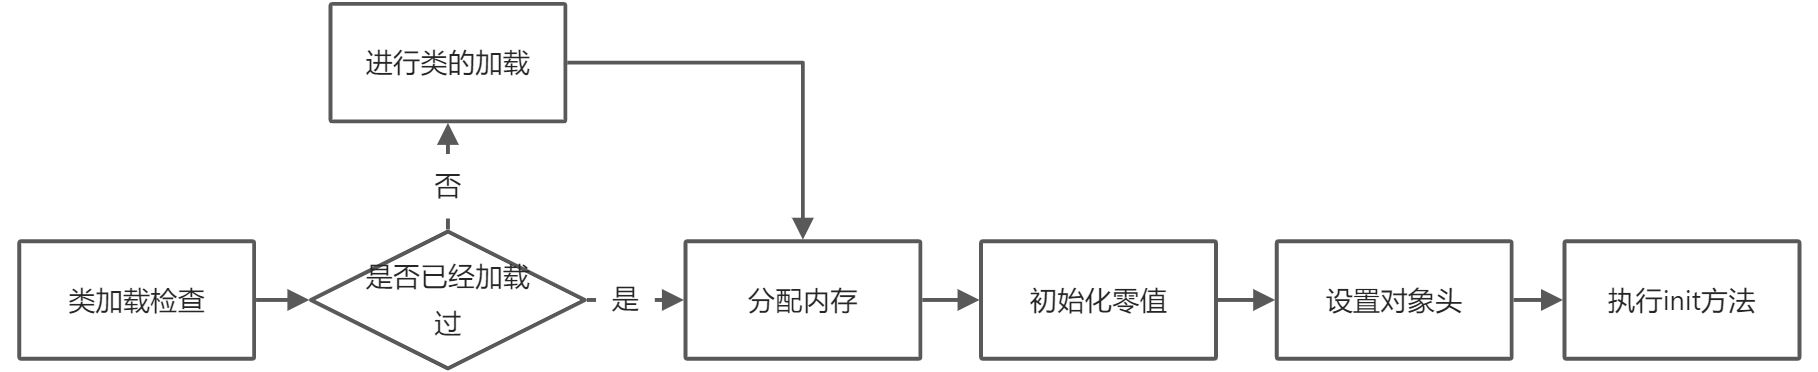 进行类的加载
否
类加载检查
是否已经加载
过
是
分配内存
初始化零值
设置对象头
执行init方法